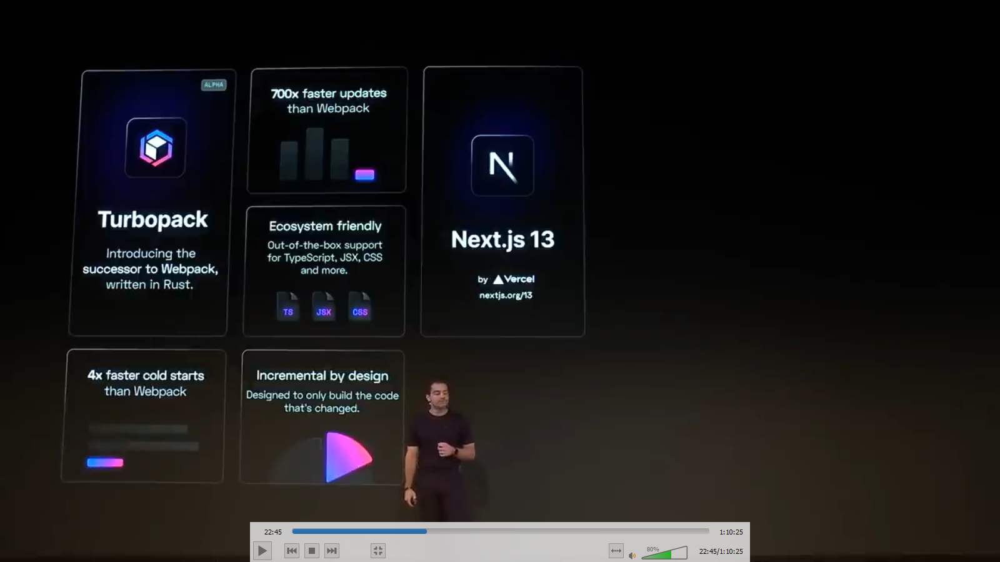 ALPHA
Turbopack
Introducing the
successor to Webpack,
written in Rust.
700x faster updates
than Webpack
Ecosystem friendly
Out-of-the-box support
for TypeScript, JSX, CSS
and more.
TS
JSX
CSS
N
Next.js 13
by Vercel
nextjs.org/13
4x faster cold starts
than Webpack
Incremental by design
Designed to only build the code
that's changed.
22:45
1:10:25
80%
22:45/1:10:25